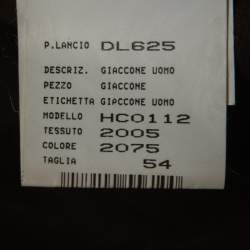 P.LANCIO DL625
DESCRIZ. GIACCONE UOMO
PEZZO GIACCONE
ETICHETTA GIACCONE UOMO
MODELLO HC0112
TESSUTO 2005
COLORE 2075
TAGLIA 54